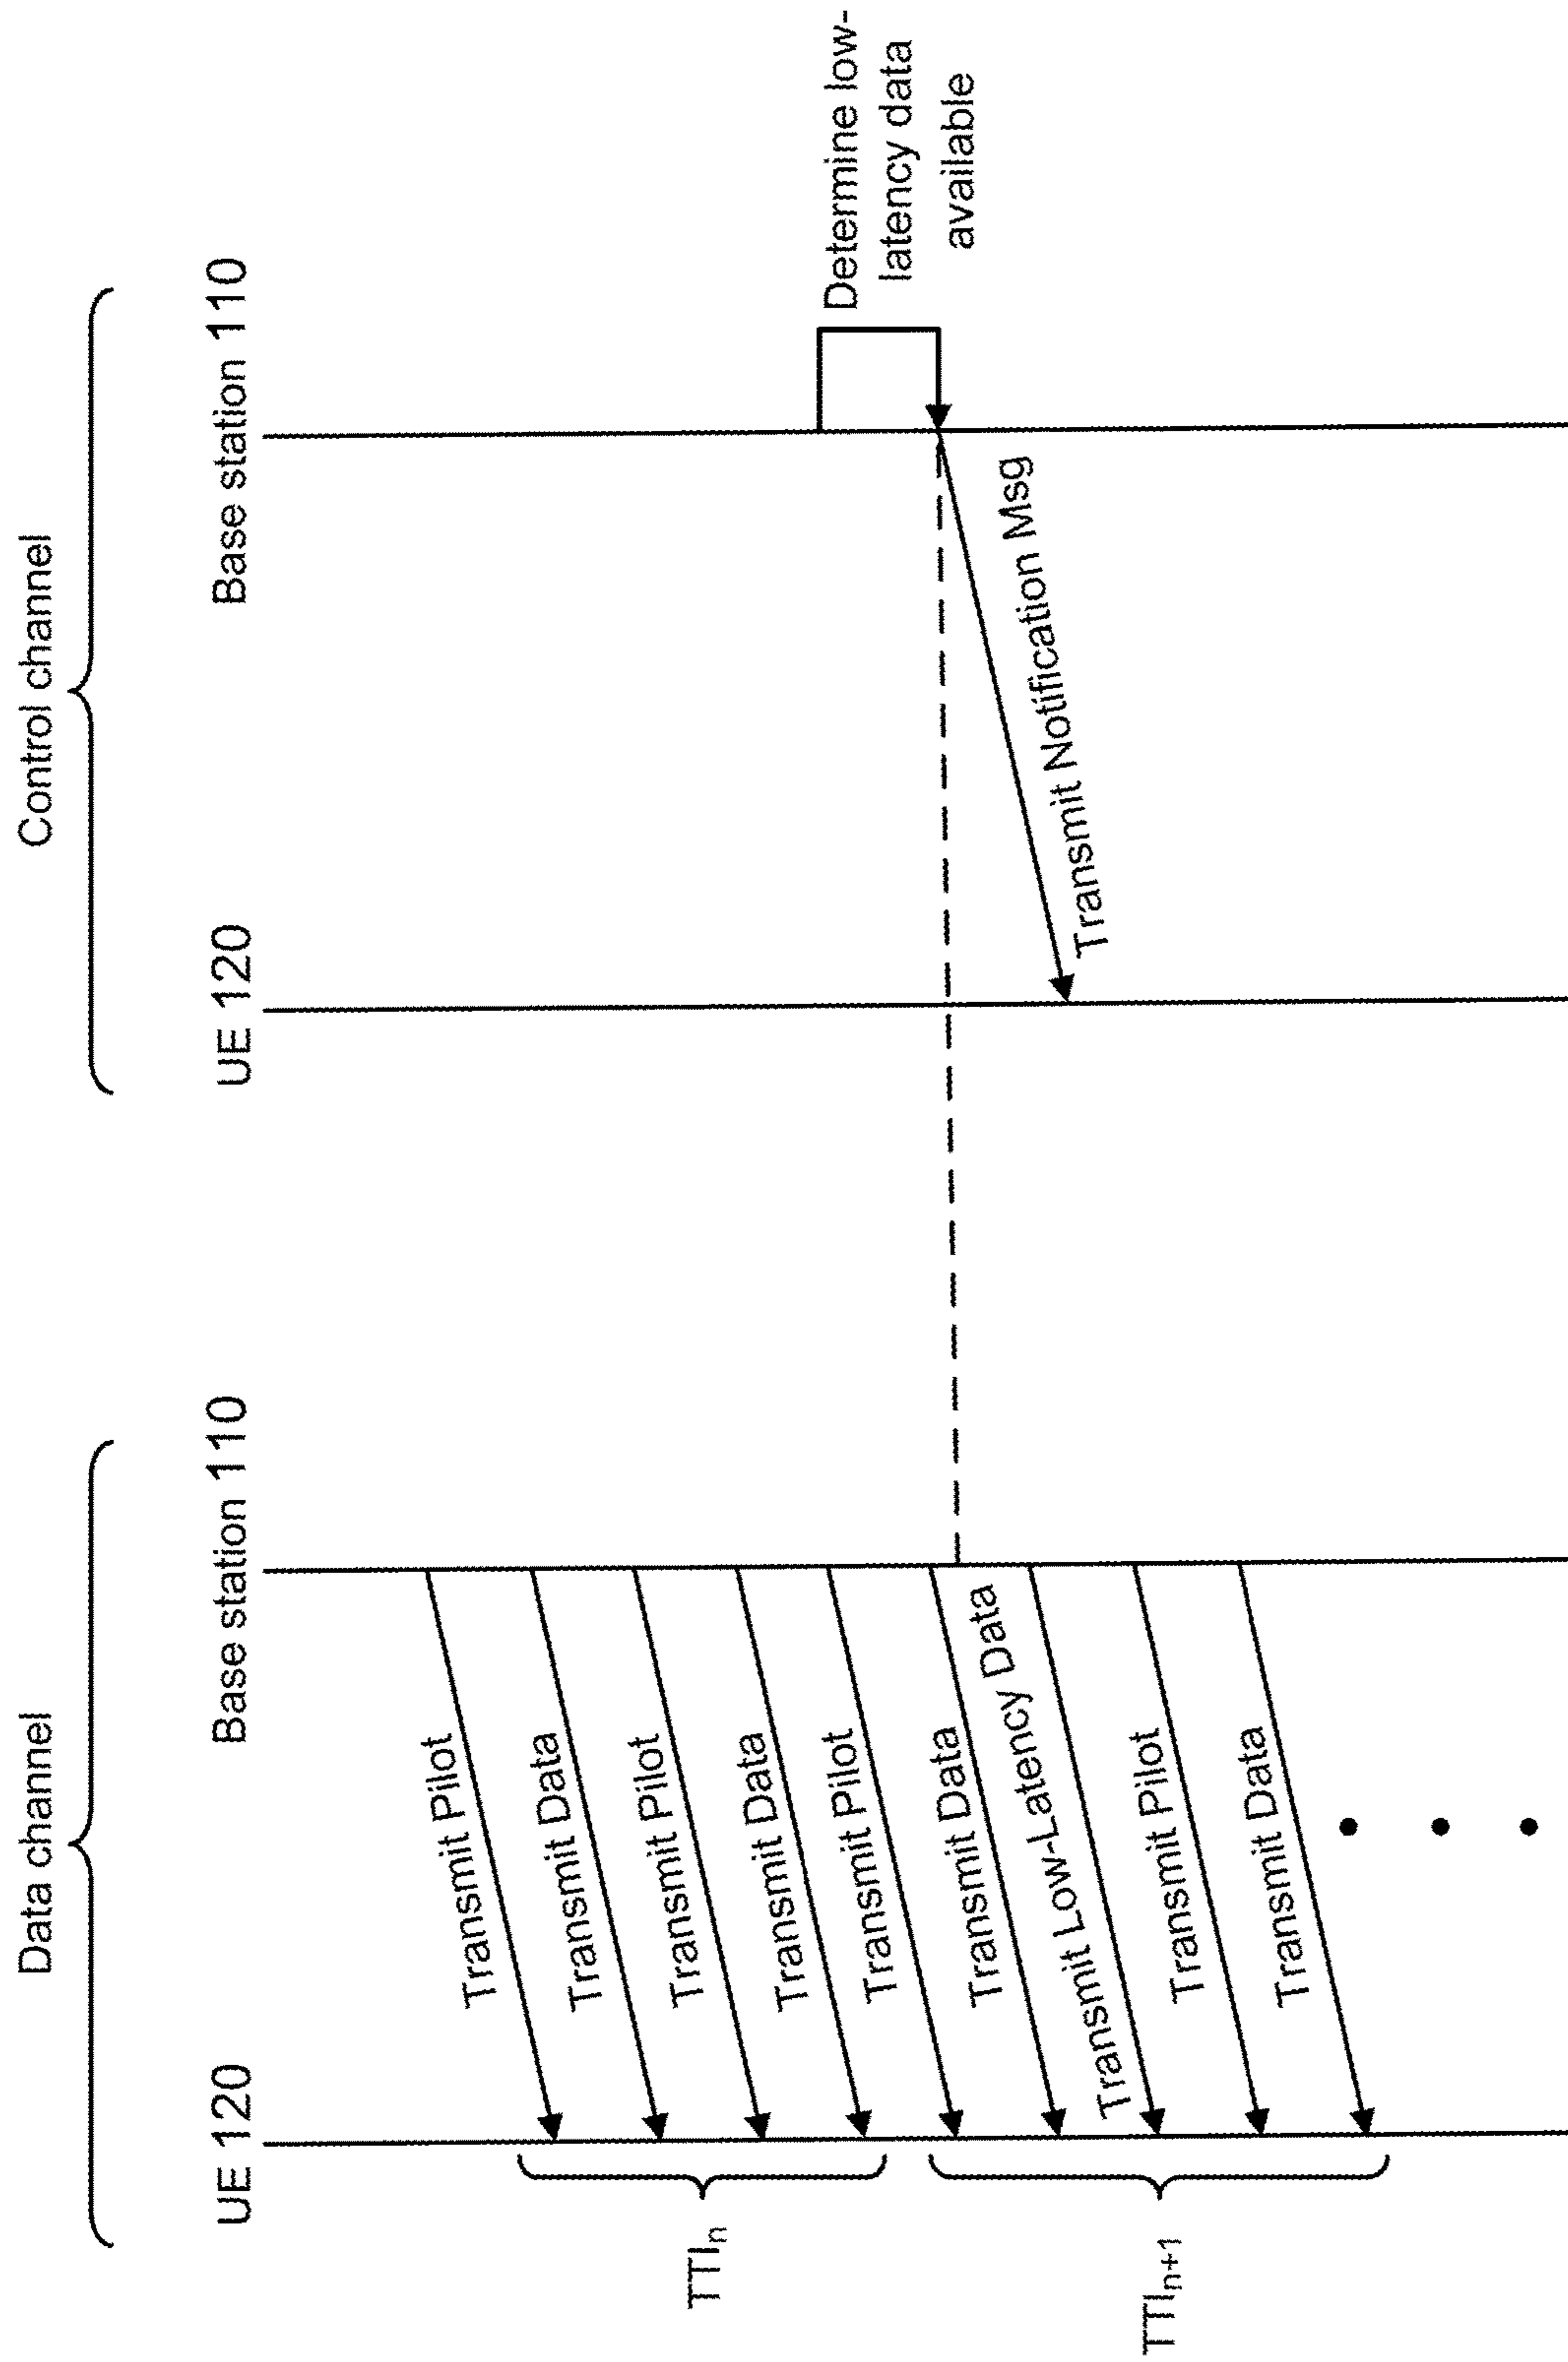 Data channel
Control channel
UE 120
Base station 110
UE 120
Base station 110
Transmit Pilot
Transmit Data
Transmit Pilot
Transmit Data
Transmit Pilot
Transmit Data
Transmit Low-Latency Data
Transmit Pilot
Transmit Data
TTIn
TTIn+1
Determine low-
latency data
available
Transmit Notification Msg